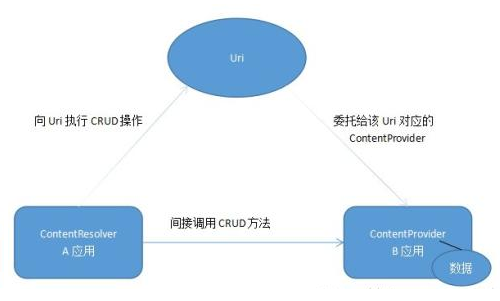 Uri
向 Uri 执行 CRUD 操作
委托给该 Uri 对应的
ContentProvider
ContentResolver
A 应用
间接调用 CRUD 方法
ContentProvider
B 应用
数据